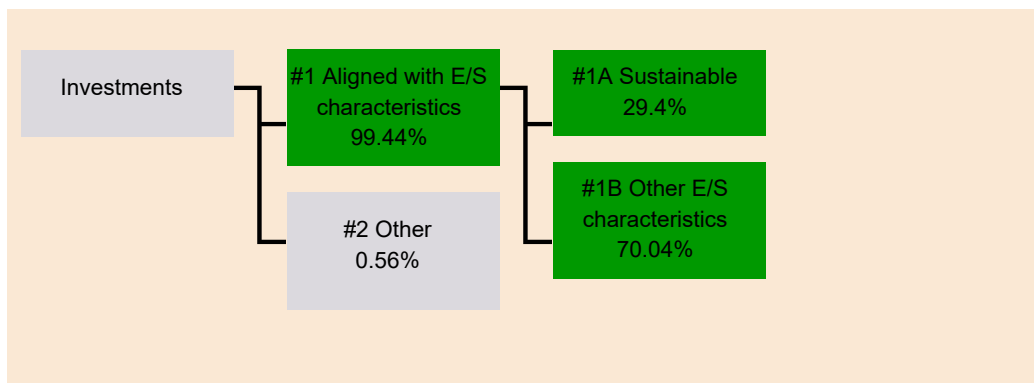 Investments
#1 Aligned with E/S
characteristics
99.44%
#2 Other
0.56%
#1A Sustainable
29.4%
#1B Other E/S
characteristics
70.04%